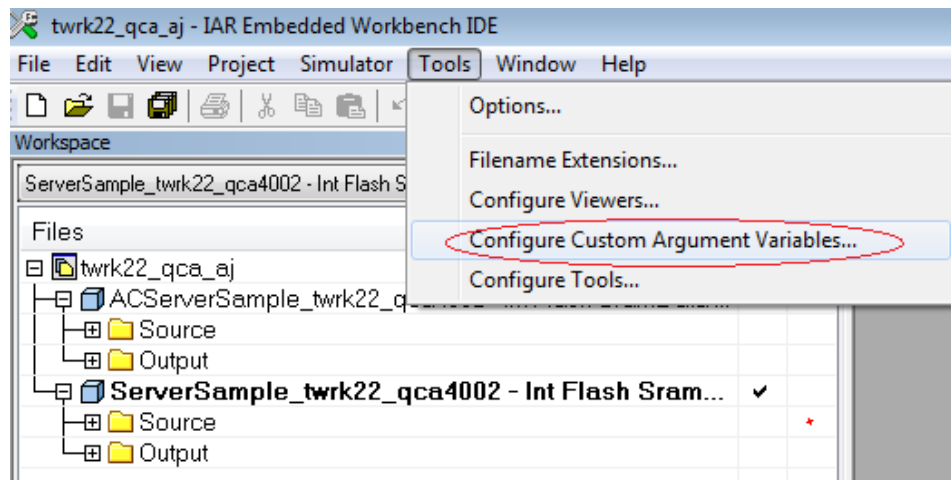 twrk22_qca_aj - IAR Embedded Workbench IDE
File Edit View Project Simulator Tools Window Help
Options...
Workspace
Filename Extensions...
ServerSample_twrk22_qca4002 - Int Flash S
Configure Viewers...
Files
Configure Custom Argument Variables...
twrk22_qca_aj
Configure Tools...
ACServerSample_twrk22_q
Source
Output
ServerSample_twrk22_qca4002 - Int Flash Sram...
Source
Output